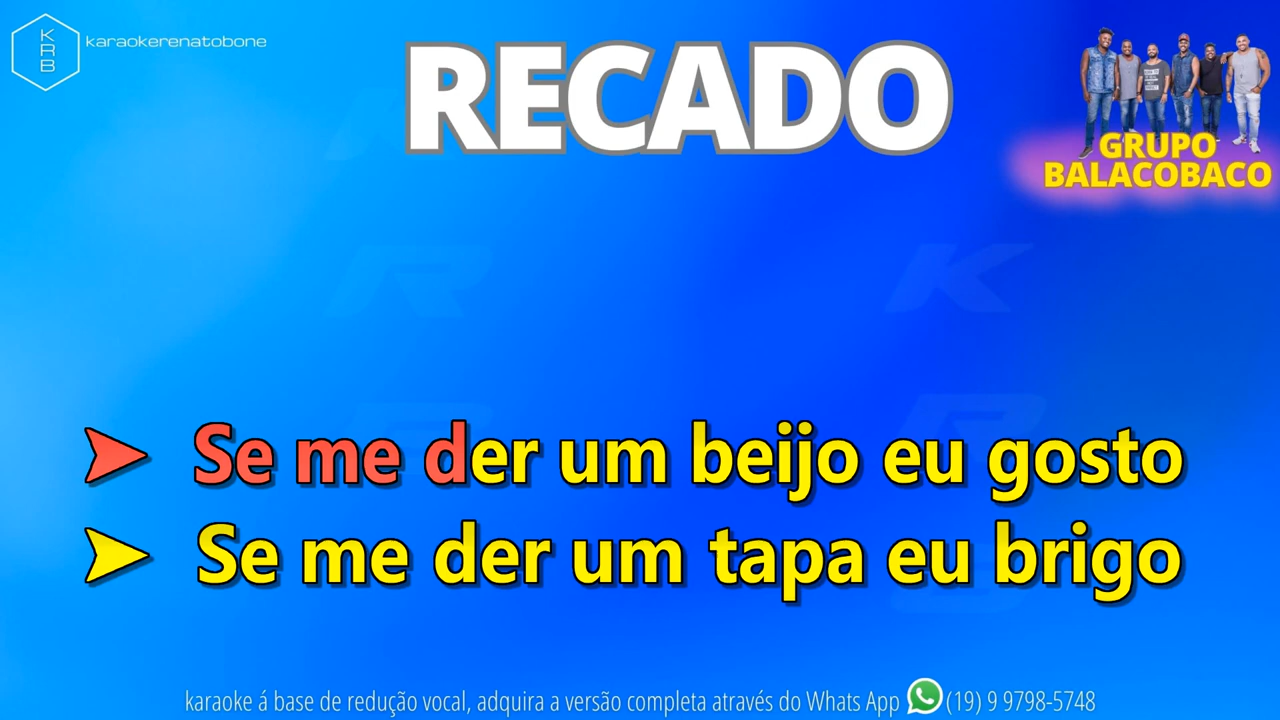 KRB
karaokerenatobone
RECADO
GRUPO
BALACOBACO
Se me der um beijo eu gosto
Se me der um tapa eu brigo
karaoke á base de redução vocal, adquira a versão completa através do Whats App (19) 9 9798-5748